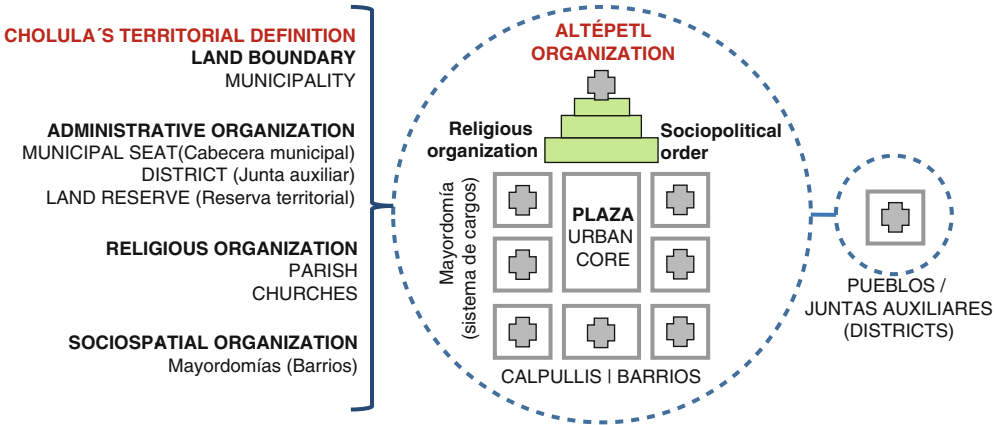 CHOLULA´S TERRITORIAL DEFINITION
LAND BOUNDARY
MUNICIPALITY
ADMINISTRATIVE ORGANIZATION
MUNICIPAL SEAT(Cabecera municipal)
DISTRICT (Junta auxiliar)
LAND RESERVE (Reserva territorial)
RELIGIOUS ORGANIZATION
PARISH
CHURCHES
SOCIOSPATIAL ORGANIZATION
Mayordomías (Barrios)
ALTÉPETL
ORGANIZATION
Religious
organization
Sociopolitical
order
Mayordomía
(sistema de cargos)
PLAZA
URBAN
CORE
CALPULLIS | BARRIOS
PUEBLOS /
JUNTAS AUXILIARES
(DISTRICTS)